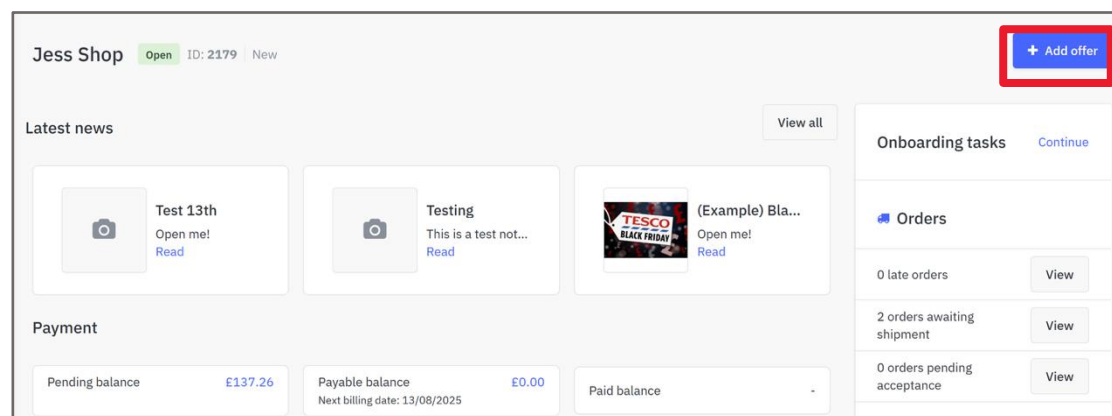 Jess Shop Open ID: 2179 New
+ Add offer
Latest news
View all
Test 13th
Open me!
Read
Testing
This is a test not...
Read
TESCO
BLACK FRIDAY
(Example) Bla...
Open me!
Read
Payment
Pending balance £137.26
Payable balance £0.00
Next billing date: 13/08/2025
Paid balance -
Onboarding tasks Continue
Orders
0 late orders View
2 orders awaiting
shipment View
0 orders pending
acceptance View